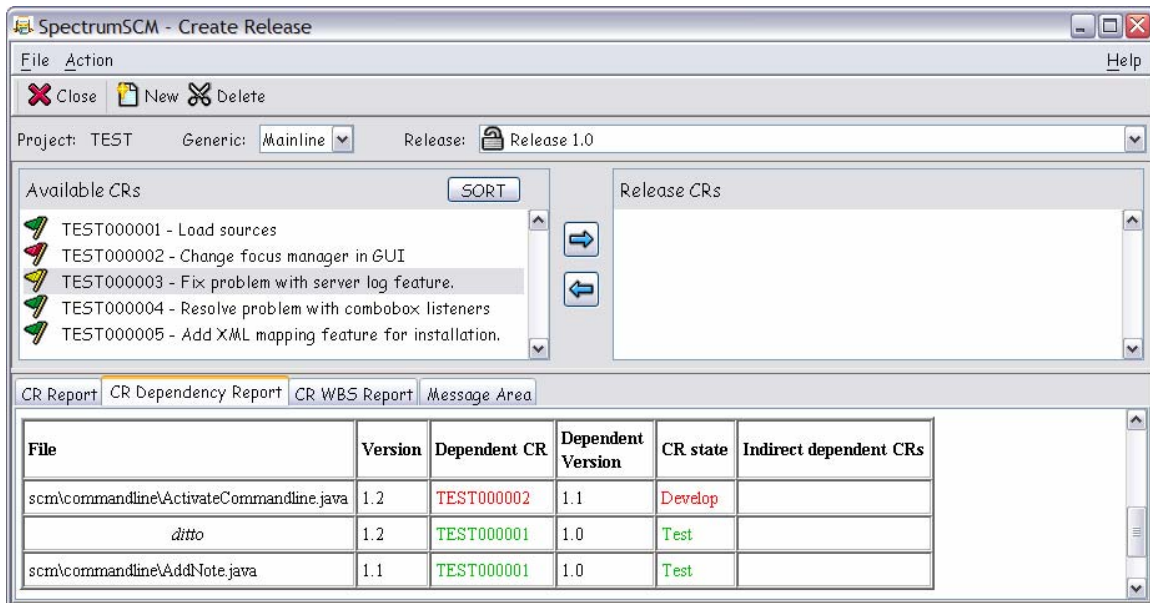 SpectrumSCM - Create Release
File Action Help
Close New Delete
Project: TEST Generic: Mainline Release: Release 1.0
Available CRs SORT Release CRs
TEST000001 - Load sources
TEST000002 - Change focus manager in GUI
TEST000003 - Fix problem with server log feature.
TEST000004 - Resolve problem with combobox listeners
TEST000005 - Add XML mapping feature for installation.
CR Report CR Dependency Report CR WBS Report Message Area
File Version Dependent CR Dependent Version CR state Indirect dependent CRs
scm\commandline\ActivateCommandline.java 1.2 TEST000002 1.1 Develop
ditto 1.2 TEST000001 1.0 Test
scm\commandline\AddNote.java 1.1 TEST000001 1.0 Test